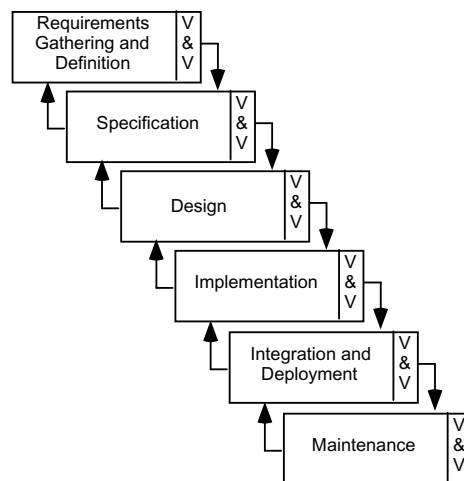 Requirements
Gathering and
Definition
V
&
V
Specification
V
&
V
Design
V
&
V
Implementation
V
&
V
Integration and
Deployment
V
&
V
Maintenance
V
&
V